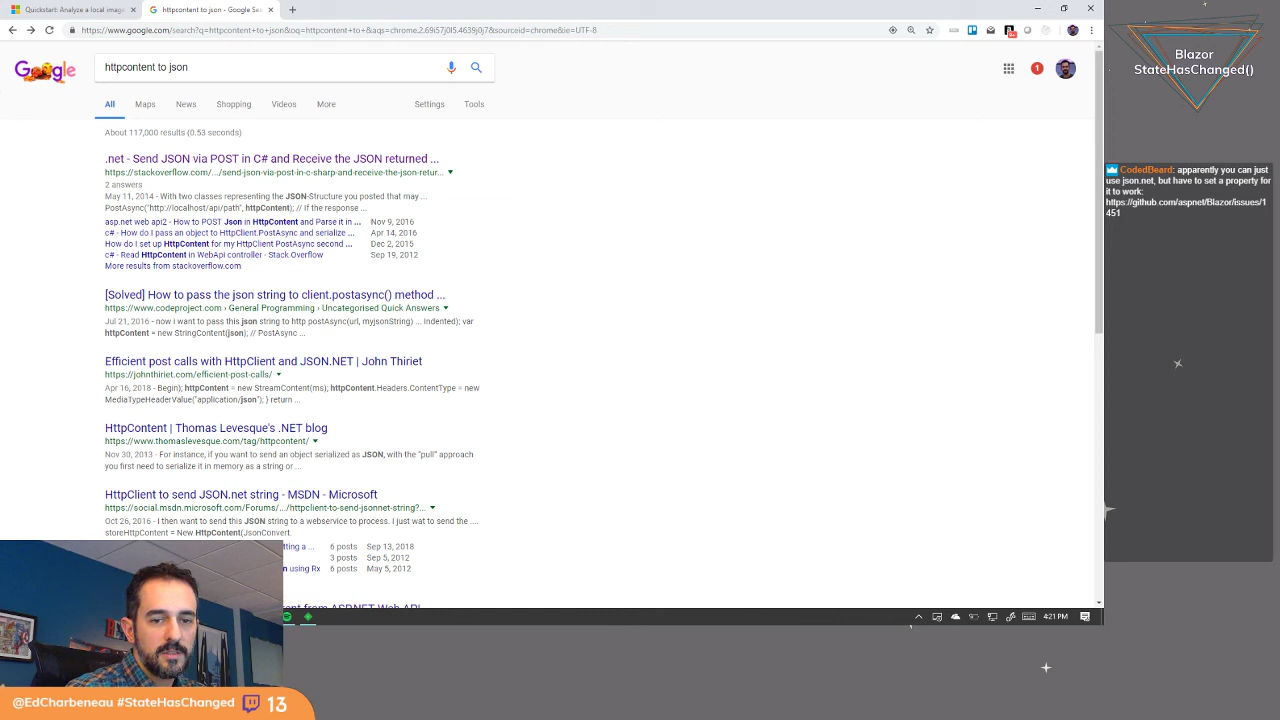 Quickstart: Analyze a local image
httpcontent to json - Google Sea
https://www.google.com/search?q=httpcontent+to+json&oq=httpcontent+to+&aqs=chrome.2.69i57j0l5.4639j0j7&sourceid=chrome&ie=UTF-8
Google
httpcontent to json
1
All Maps News Shopping Videos More Settings Tools
About 117,000 results (0.53 seconds)
.net - Send JSON via POST in C# and Receive the JSON returned ...
https://stackoverflow.com/.../send-json-via-post-in-c-sharp-and-receive-the-json-retur...
2 answers
May 11, 2014 - With two classes representing the JSON-Structure you posted that may ...
PostAsync("http://localhost/api/path", httpContent); // If the response ...
asp.net web api2 - How to POST Json in HttpContent and Parse it in ... Nov 9, 2016
c# - How do I pass an object to HttpClient.PostAsync and serialize ... Apr 14, 2016
How do I set up HttpContent for my HttpClient PostAsync second ... Dec 2, 2015
c# - Read HttpContent in WebApi controller - Stack Overflow Sep 19, 2012
More results from stackoverflow.com
[Solved] How to pass the json string to client.postasync() method ...
https://www.codeproject.com › General Programming › Uncategorised Quick Answers
Jul 21, 2016 - now i want to pass this json string to http postAsync(url, myjsonString) ... Indented); var
httpContent = new StringContent(json); // PostAsync ...
Efficient post calls with HttpClient and JSON.NET | John Thiriet
https://johnthiriet.com/efficient-post-calls/
Apr 16, 2018 - Begin); httpContent = new StreamContent(ms); httpContent.Headers.ContentType = new
MediaTypeHeaderValue("application/json"); } return ...
HttpContent | Thomas Levesque's .NET blog
https://www.thomaslevesque.com/tag/httpcontent/
Nov 30, 2013 - For instance, if you want to send an object serialized as JSON, with the "pull" approach
you first need to serialize it in memory as a string or ...
HttpClient to send JSON.net string - MSDN - Microsoft
https://social.msdn.microsoft.com/Forums/.../httpclient-to-send-jsonnet-string?...
Oct 26, 2016 - I then want to send this JSON string to a webservice to process. I just wat to send the ....
storeHttpContent = New HttpContent(JsonConvert.
tting a ... 6 posts Sep 13, 2018
3 posts Sep 5, 2012
n using Rx 6 posts May 5, 2012
4:21 PM
Blazor
StateHasChanged()
CodedBeard: apparently you can just
use json.net, but have to set a property for
it to work:
https://github.com/aspnet/Blazor/issues/1
451
@EdCharbeneau #StateHasChanged 13